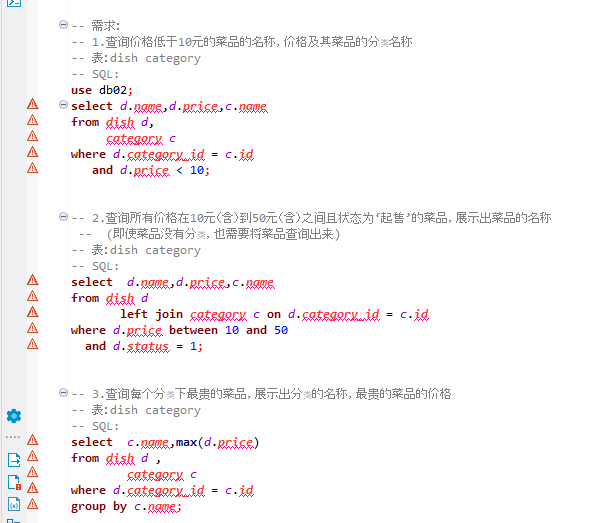 -- 需求:
-- 1.查询价格低于10元的菜品的名称,价格及其菜品的分类名称
-- 表:dish category
-- SQL:
use db02;
select d.name,d.price,c.name
from dish d,
category c
where d.category_id = c.id
and d.price < 10;
-- 2.查询所有价格在10元(含)到50元(含)之间且状态为‘起售’的菜品,展示出菜品的名称
-- (即使菜品没有分类,也需要将菜品查询出来)
-- 表:dish category
-- SQL:
select d.name,d.price,c.name
from dish d
left join category c on d.category_id = c.id
where d.price between 10 and 50
and d.status = 1;
-- 3.查询每个分类下最贵的菜品,展示出分类的名称,最贵的菜品的价格
-- 表:dish category
-- SQL:
select c.name,max(d.price)
from dish d ,
category c
where d.category_id = c.id
group by c.name;